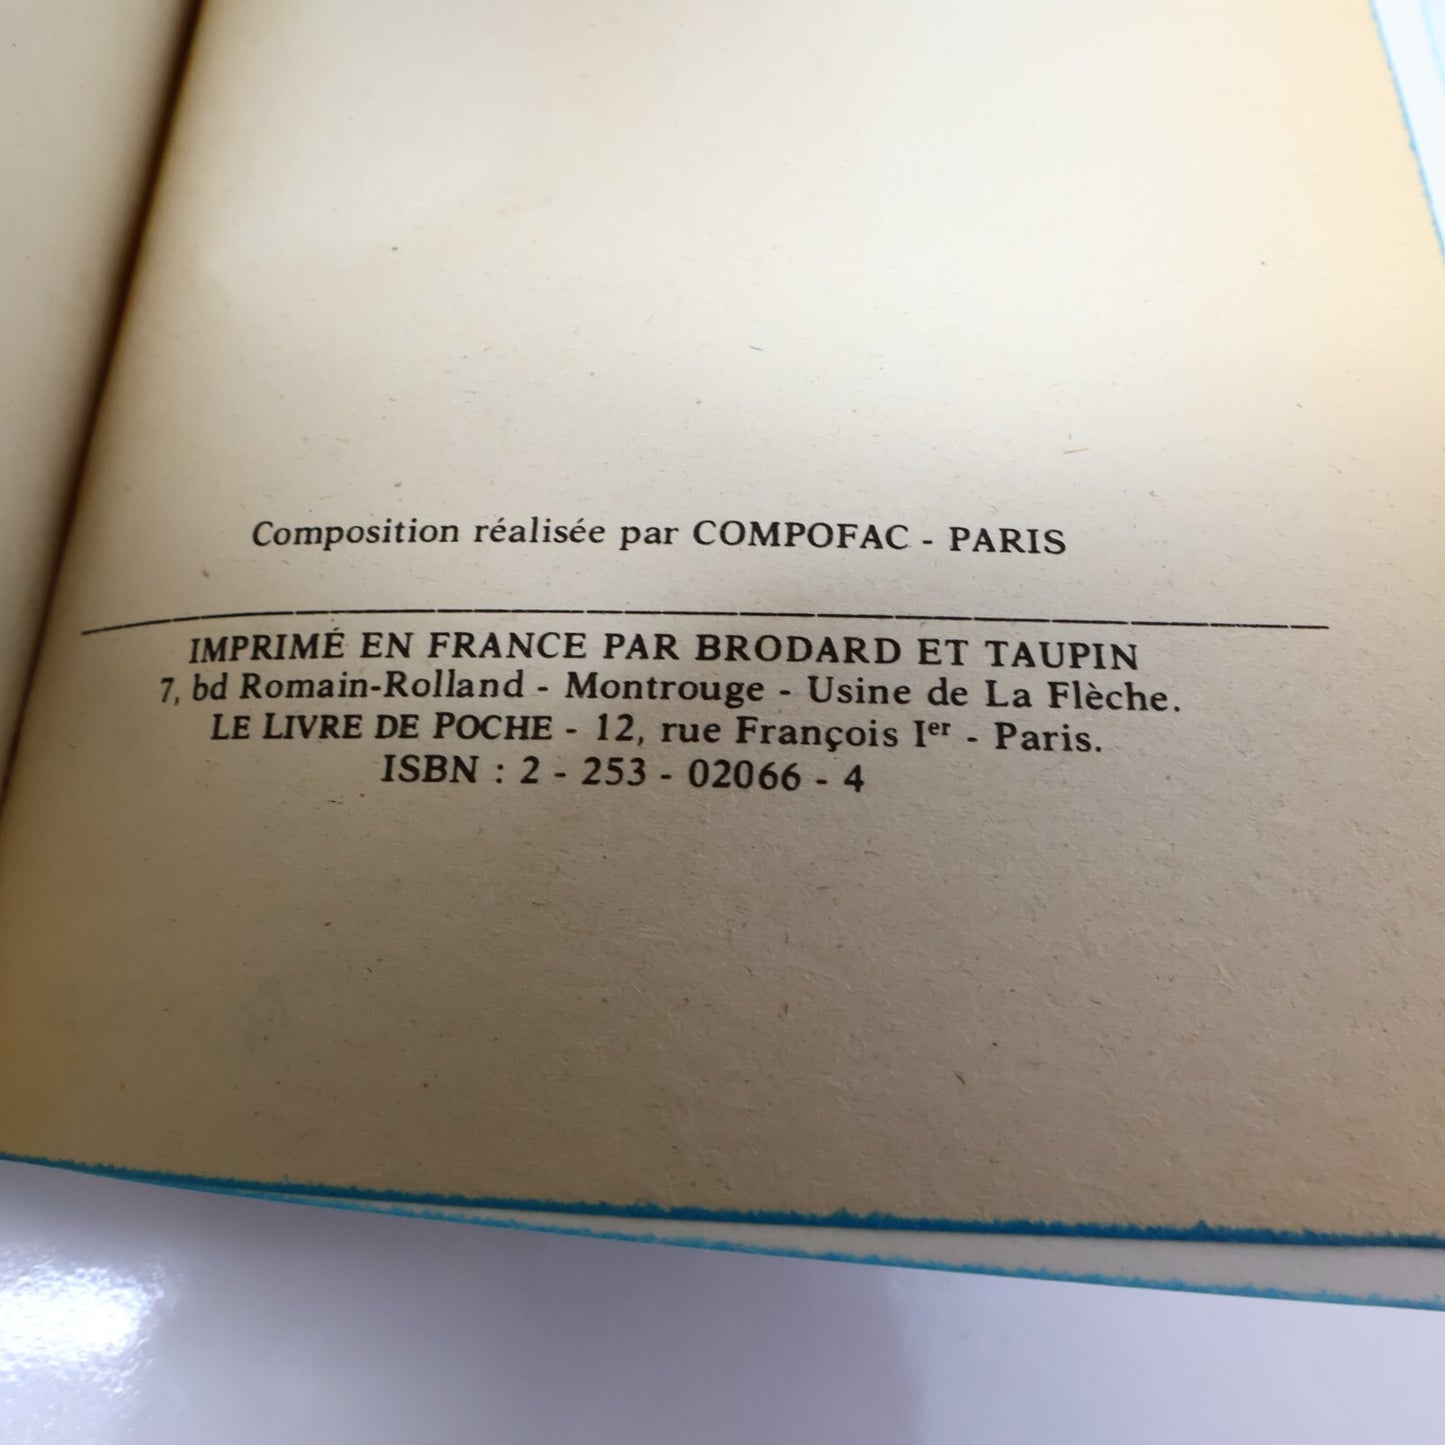 Composition réalisée par COMPOFAC - PARIS
IMPRIMÉ EN FRANCE PAR BRODARD ET TAUPIN
7, bd Romain-Rolland - Montrouge - Usine de La Flèche.
LE LIVRE DE POCHE - 12, rue François Ier - Paris.
ISBN : 2 - 253 - 02066 - 4